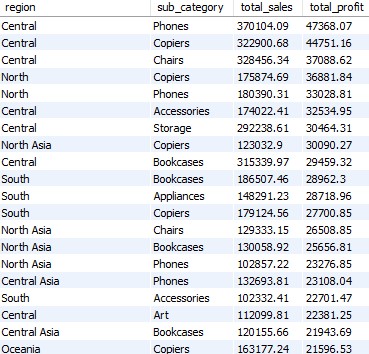 region sub_category total_sales total_profit
Central Phones 370104.09 47368.07
Central Copiers 322900.68 44751.16
Central Chairs 328456.34 37088.62
North Copiers 175874.69 36881.84
North Phones 180390.31 33028.81
Central Accessories 174022.41 32534.95
Central Storage 292238.61 30464.31
North Asia Copiers 123032.9 30090.27
Central Bookcases 315339.97 29459.32
South Bookcases 186507.46 28962.3
South Appliances 148291.23 28718.96
South Copiers 179124.56 27700.85
North Asia Chairs 129333.15 26508.85
North Asia Bookcases 130058.92 25656.81
North Asia Phones 102857.22 23276.85
Central Asia Phones 132693.81 23108.04
South Accessories 102332.41 22701.47
Central Art 112099.81 22381.25
Central Asia Bookcases 120155.66 21943.69
Oceania Copiers 163177.24 21596.53